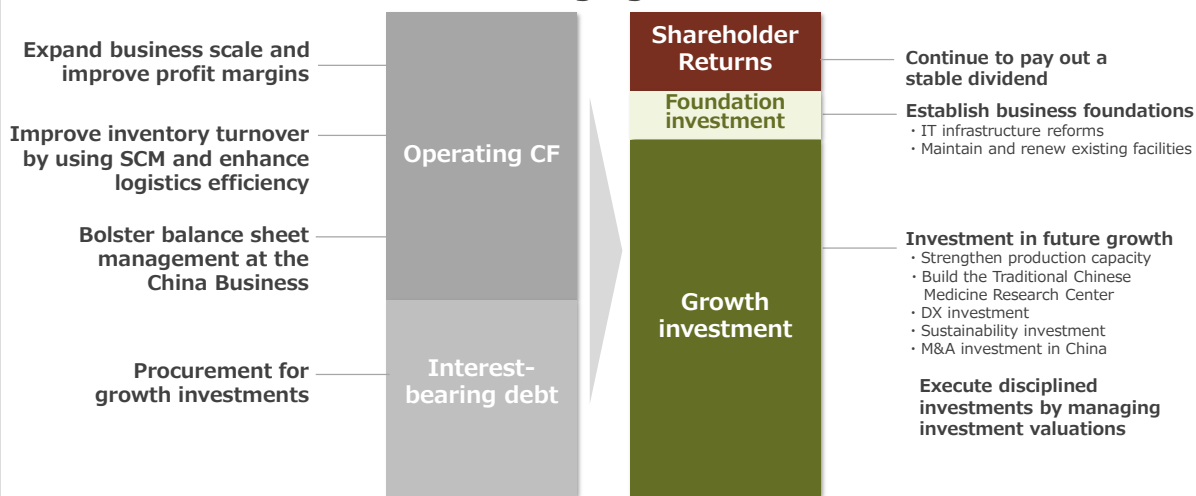 Expand business scale and
improve profit margins
Improve inventory turnover
by using SCM and enhance
logistics efficiency
Bolster balance sheet
management at the
China Business
Procurement for
growth investments
Operating CF
Interest-
bearing debt
Shareholder
Returns
Foundation
investment
Growth
investment
Continue to pay out a
stable dividend
Establish business foundations
・IT infrastructure reforms
・Maintain and renew existing facilities
Investment in future growth
・Strengthen production capacity
・Build the Traditional Chinese
Medicine Research Center
・DX investment
・Sustainability investment
・M&A investment in China
Execute disciplined
investments by managing
investment valuations